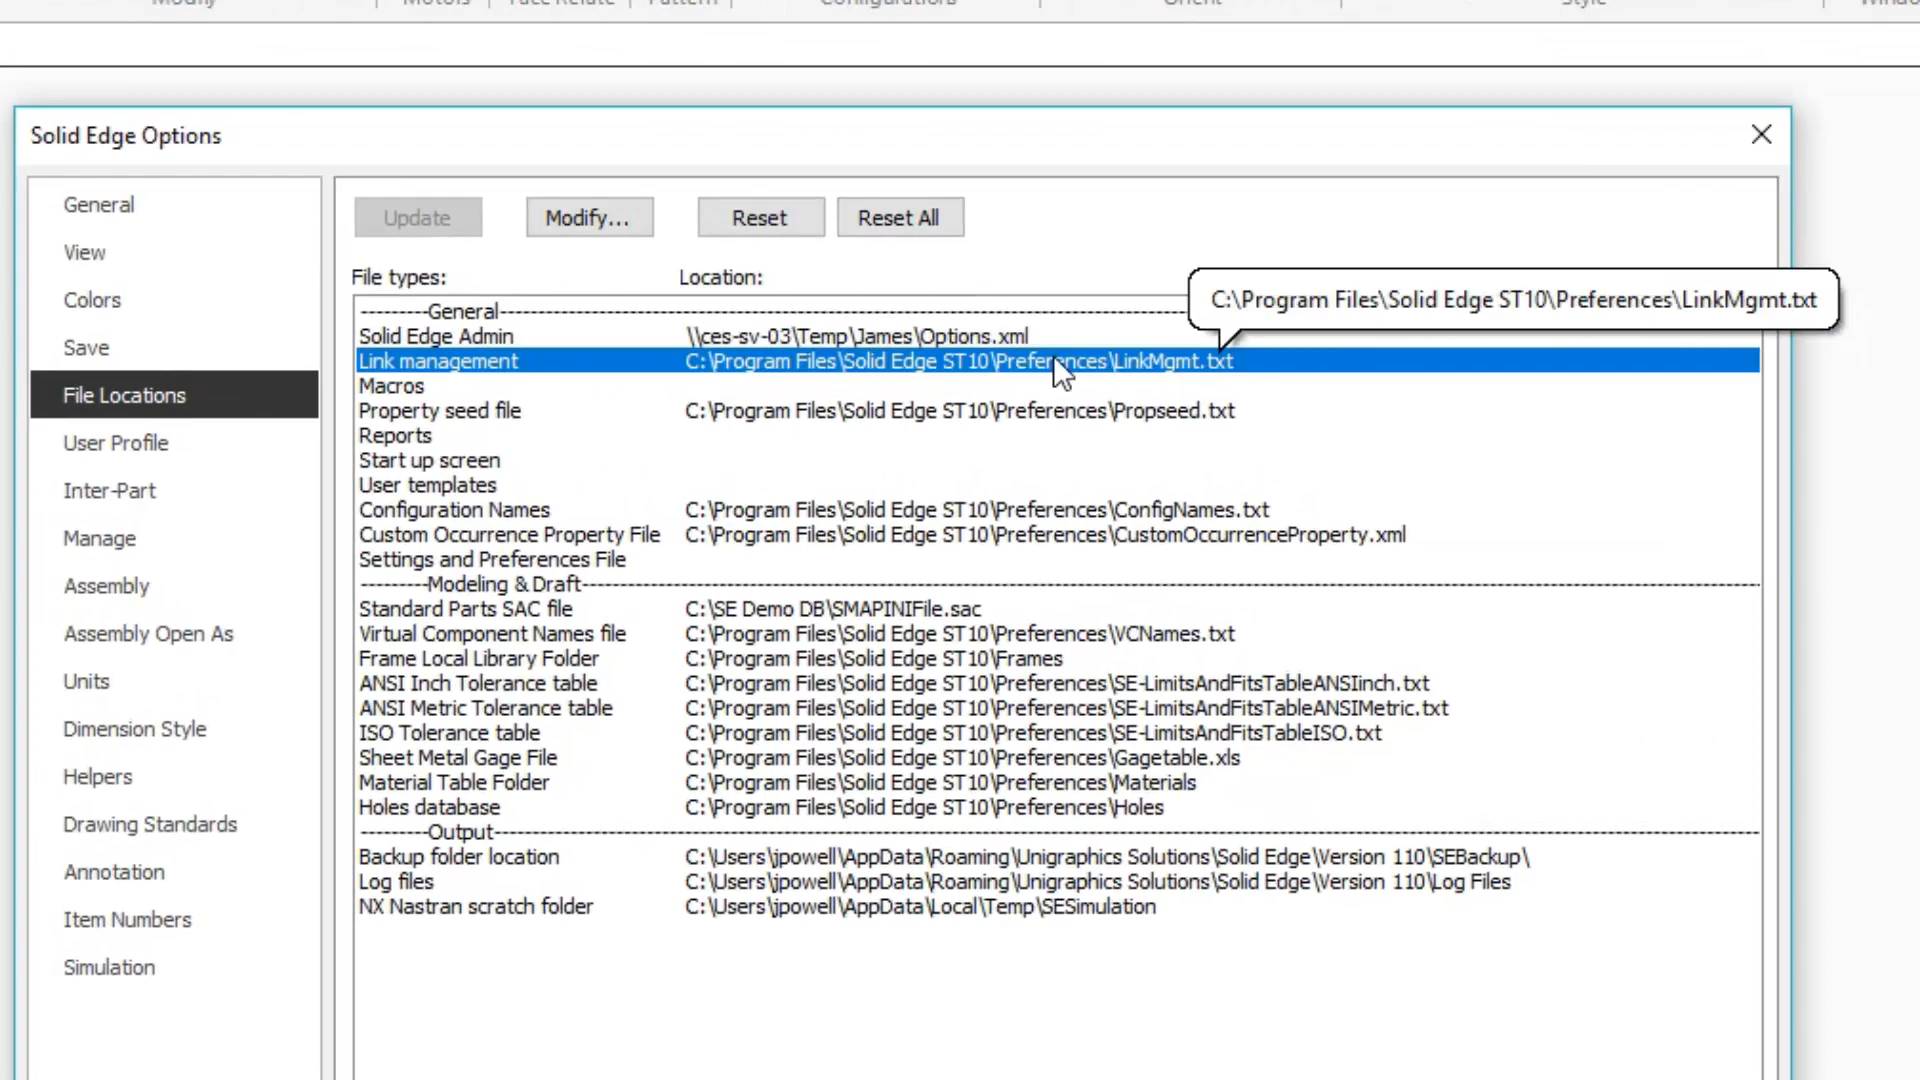 Modify Motors Face Relate Pattern Configurations Orient Style
Solid Edge Options
General
View
Colors
Save
File Locations
User Profile
Inter-Part
Manage
Assembly
Assembly Open As
Units
Dimension Style
Helpers
Drawing Standards
Annotation
Item Numbers
Simulation
Update Modify... Reset Reset All
File types: Location:
C:\Program Files\Solid Edge ST10\Preferences\LinkMgmt.txt
---------General---------
Solid Edge Admin \\ces-sv-03\Temp\James\Options.xml
Link management C:\Program Files\Solid Edge ST10\Preferences\LinkMgmt.txt
Macros
Property seed file C:\Program Files\Solid Edge ST10\Preferences\Propseed.txt
Reports
Start up screen
User templates
Configuration Names C:\Program Files\Solid Edge ST10\Preferences\ConfigNames.txt
Custom Occurrence Property File C:\Program Files\Solid Edge ST10\Preferences\CustomOccurrenceProperty.xml
Settings and Preferences File
---------Modeling & Draft---------
Standard Parts SAC file C:\SE Demo DB\SMAPINIFile.sac
Virtual Component Names file C:\Program Files\Solid Edge ST10\Preferences\VCNames.txt
Frame Local Library Folder C:\Program Files\Solid Edge ST10\Frames
ANSI Inch Tolerance table C:\Program Files\Solid Edge ST10\Preferences\SE-LimitsAndFitsTableANSIinch.txt
ANSI Metric Tolerance table C:\Program Files\Solid Edge ST10\Preferences\SE-LimitsAndFitsTableANSIMetric.txt
ISO Tolerance table C:\Program Files\Solid Edge ST10\Preferences\SE-LimitsAndFitsTableISO.txt
Sheet Metal Gage File C:\Program Files\Solid Edge ST10\Preferences\Gagetable.xls
Material Table Folder C:\Program Files\Solid Edge ST10\Preferences\Materials
Holes database C:\Program Files\Solid Edge ST10\Preferences\Holes
---------Output---------
Backup folder location C:\Users\jpowell\AppData\Roaming\Unigraphics Solutions\Solid Edge\Version 110\SEBackup\
Log files C:\Users\jpowell\AppData\Roaming\Unigraphics Solutions\Solid Edge\Version 110\Log Files
NX Nastran scratch folder C:\Users\jpowell\AppData\Local\Temp\SESimulation